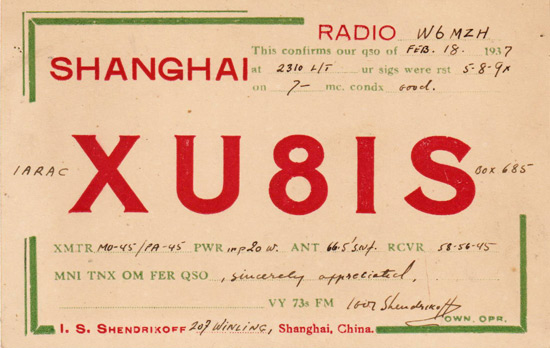 RADIO W6MZH
This confirms our qso of FEB. 18. 1937
SHANGHAI
at 2310 L/T ur sigs were rst 5-8-9x
on 7- mc. condx Good.
IARAC XU8IS Box 685
XMTR MO-45/PA-45 PWR inp 20 w. ANT 66.5' S.N.f. RCVR 58-56-45
MNI TNX OM FER QSO, sincerely appreciated.
VY 73s FM Shendrikoff
I. S. SHENDRIKOFF 207 WINLING, Shanghai, China. OWN. OPR.